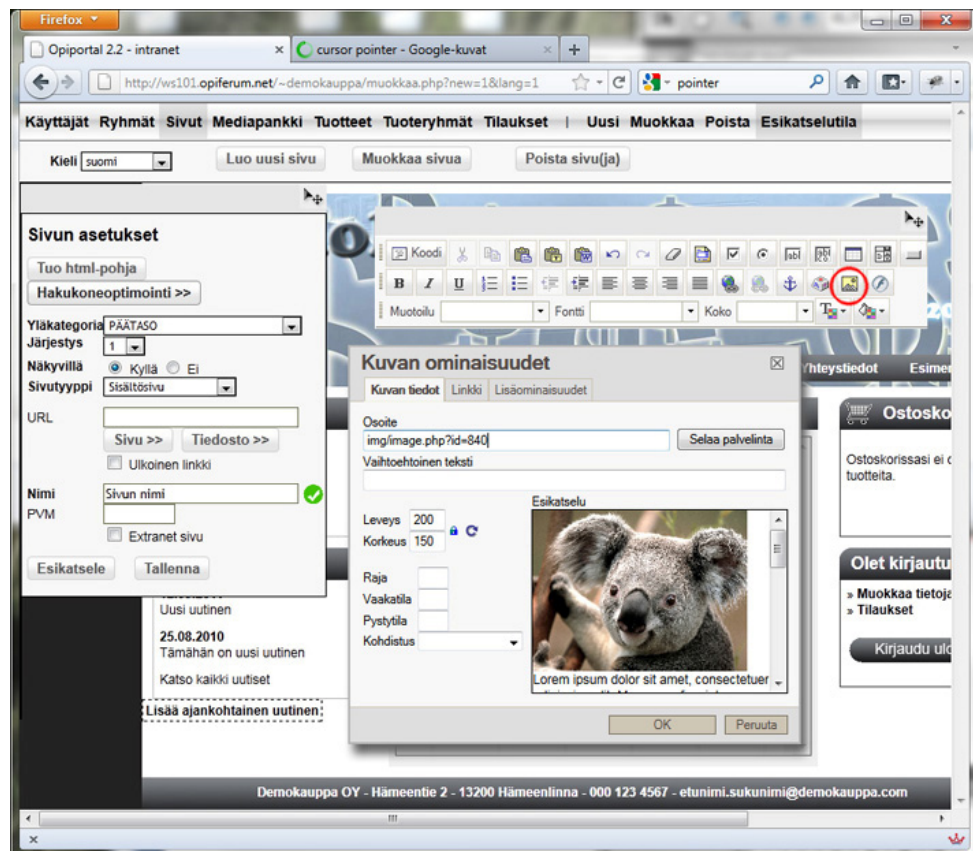 Firefox
Opiportal 2.2 - intranet
cursor pointer - Google-kuvat
http://ws101.opiferum.net/~demokauppa/muokkaa.php?new=1&lang=1
pointer
Käyttäjät Ryhmät Sivut Mediapankki Tuotteet Tuoteryhmät Tilaukset | Uusi Muokkaa Poista Esikatselutila
Kieli suomi Luo uusi sivu Muokkaa sivua Poista sivu(ja)
Sivun asetukset
Tuo html-pohja
Hakukoneoptimointi >>
Yläkategoria PÄÄTASO
Järjestys 1
Näkyvillä Kyllä Ei
Sivutyyppi Sisältösivu
URL
Sivu >> Tiedosto >>
Ulkoinen linkki
Nimi Sivun nimi
PVM
Extranet sivu
Esikatsele Tallenna
Koodi
B I U
Muotoilu Fontti Koko
Kuvan ominaisuudet
Kuvan tiedot Linkki Lisäominaisuudet
Osoite
img/image.php?id=840 Selaa palvelinta
Vaihtoehtoinen teksti
Esikatselu
Leveys 200
Korkeus 150
Raja
Vaakatila
Pystytila
Kohdistus
Lorem ipsum dolor sit amet, consectetuer
OK Peruuta
Yhteystiedot Esimer
Ostosko
Ostoskorissasi ei o
tuotteita.
Olet kirjautu
» Muokkaa tietoja
» Tilaukset
Kirjaudu ulo
Uusi uutinen
25.08.2010
Tämähän on uusi uutinen
Katso kaikki uutiset
Lisää ajankohtainen uutinen
Demokauppa OY - Hämeentie 2 - 13200 Hämeenlinna - 000 123 4567 - etunimi.sukunimi@demokauppa.com